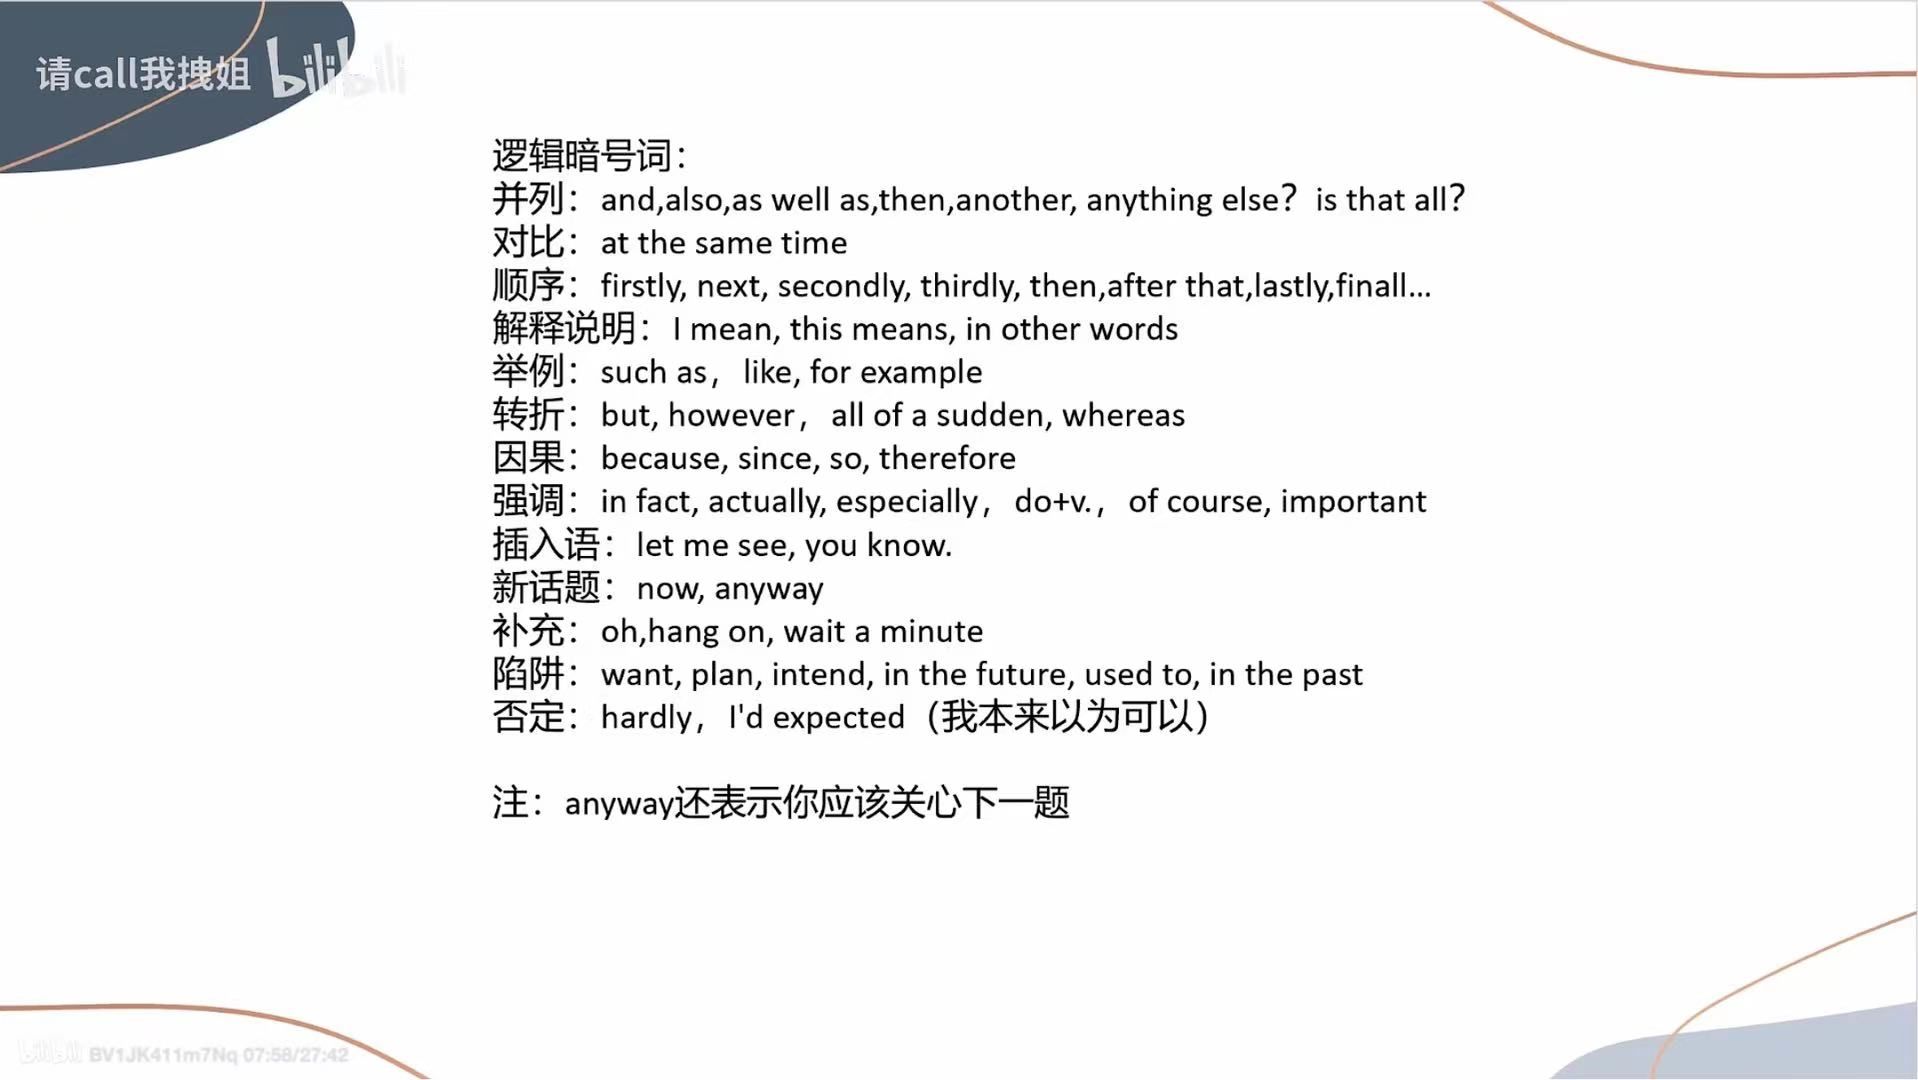 请call我拽姐 bilibili
逻辑暗号词：
并列：and,also,as well as,then,another, anything else？is that all？
对比：at the same time
顺序：firstly, next, secondly, thirdly, then,after that,lastly,finall...
解释说明：I mean, this means, in other words
举例：such as，like, for example
转折：but, however，all of a sudden, whereas
因果：because, since, so, therefore
强调：in fact, actually, especially，do+v.，of course, important
插入语：let me see, you know.
新话题：now, anyway
补充：oh,hang on, wait a minute
陷阱：want, plan, intend, in the future, used to, in the past
否定：hardly，I'd expected（我本来以为可以）
注：anyway还表示你应该关心下一题
bilibili BV1JK411m7Nq 07:58/27:42